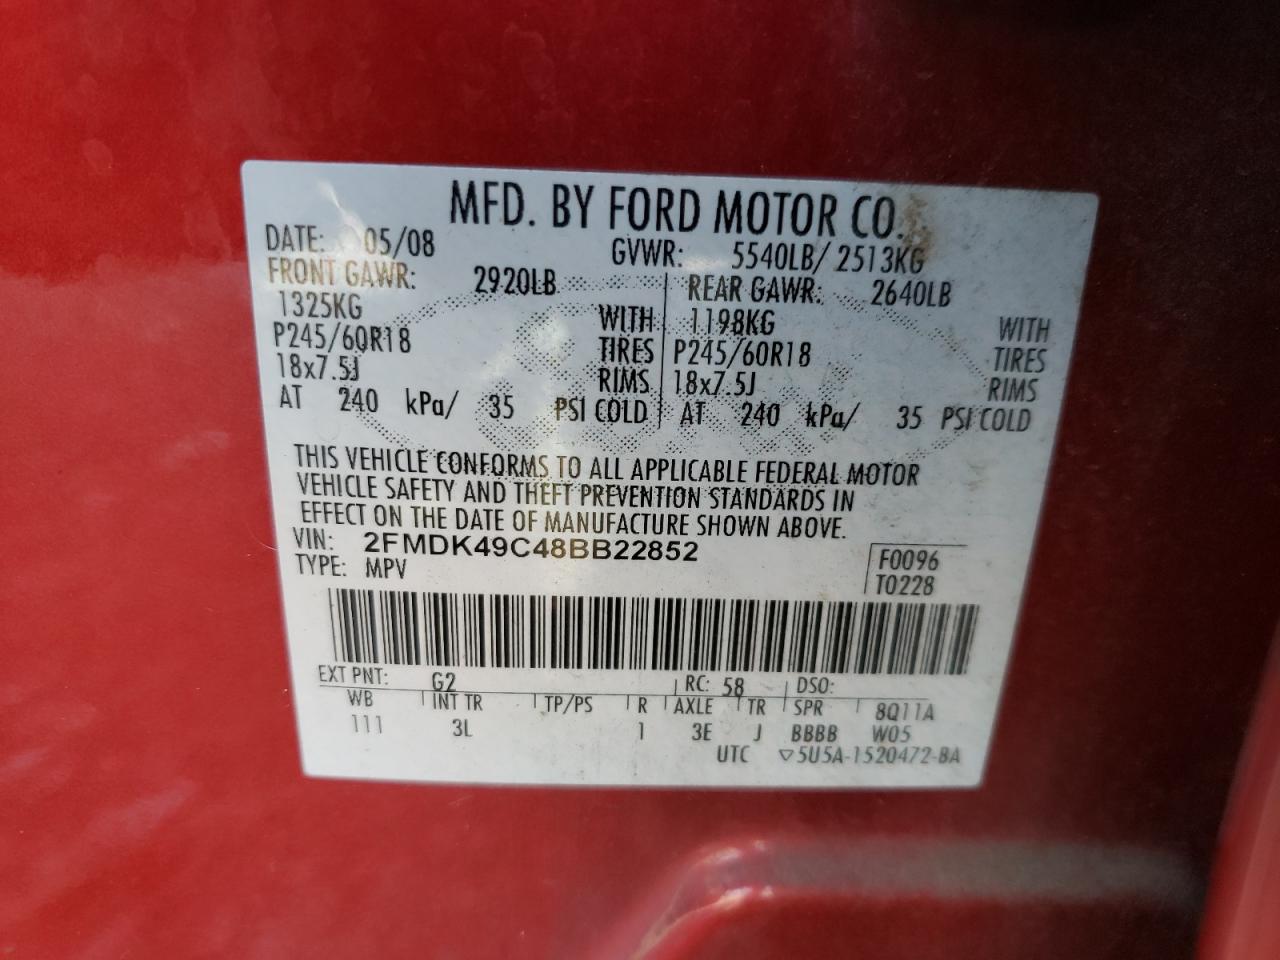 MFD. BY FORD MOTOR CO.
DATE: 05/08 GVWR: 5540LB/ 2513KG
FRONT GAWR: 2920LB REAR GAWR: 2640LB
1325KG WITH 1198KG WITH
P245/60R18 TIRES P245/60R18 TIRES
18x7.5J RIMS 18x7.5J RIMS
AT 240 kPa/ 35 PSI COLD AT 240 kPa/ 35 PSI COLD
THIS VEHICLE CONFORMS TO ALL APPLICABLE FEDERAL MOTOR
VEHICLE SAFETY AND THEFT PREVENTION STANDARDS IN
EFFECT ON THE DATE OF MANUFACTURE SHOWN ABOVE.
VIN: 2FMDK49C48BB22852 F0096
TYPE: MPV T0228
EXT PNT: G2 RC: 58 DSO:
WB INT TR TP/PS R AXLE TR SPR 8Q11A
111 3L 1 3E J BBBB W05
UTC ▽5U5A-1520472-BA